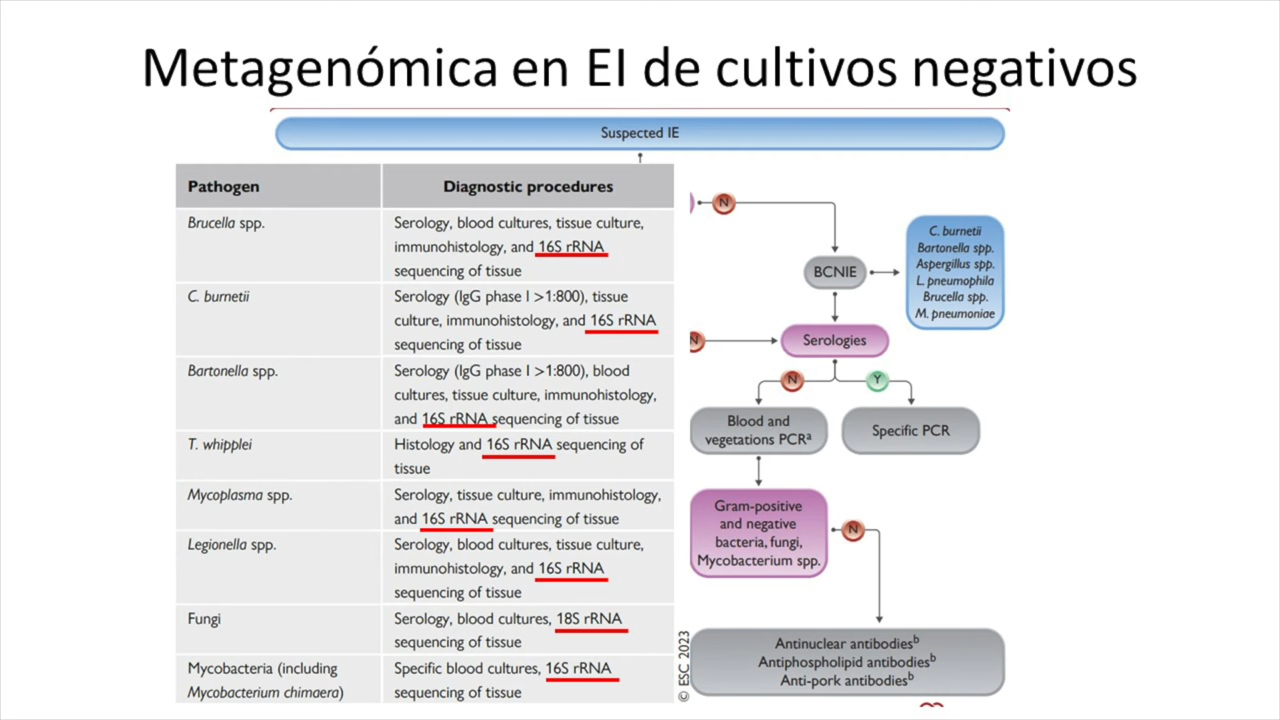 Metagenómica en EI de cultivos negativos
Suspected IE
Pathogen
Diagnostic procedures
Brucella spp.
Serology, blood cultures, tissue culture,
immunohistology, and 16S rRNA
sequencing of tissue
C. burnetii
Serology (IgG phase I >1:800), tissue
culture, immunohistology, and 16S rRNA
sequencing of tissue
Bartonella spp.
Serology (IgG phase I >1:800), blood
cultures, tissue culture, immunohistology,
and 16S rRNA sequencing of tissue
T. whipplei
Histology and 16S rRNA sequencing of
tissue
Mycoplasma spp.
Serology, tissue culture, immunohistology,
and 16S rRNA sequencing of tissue
Legionella spp.
Serology, blood cultures, tissue culture,
immunohistology, and 16S rRNA
sequencing of tissue
Fungi
Serology, blood cultures, 18S rRNA
sequencing of tissue
Mycobacteria (including
Mycobacterium chimaera)
Specific blood cultures, 16S rRNA
sequencing of tissue
N
BCNIE
C. burnetii
Bartonella spp.
Aspergillus spp.
L. pneumophila
Brucella spp.
M. pneumoniae
N
Serologies
N
Y
Blood and
vegetations PCRᵃ
Specific PCR
Gram-positive
and negative
bacteria, fungi,
Mycobacterium spp.
N
Antinuclear antibodiesᵇ
Antiphospholipid antibodiesᵇ
Anti-pork antibodiesᵇ
© ESC 2023